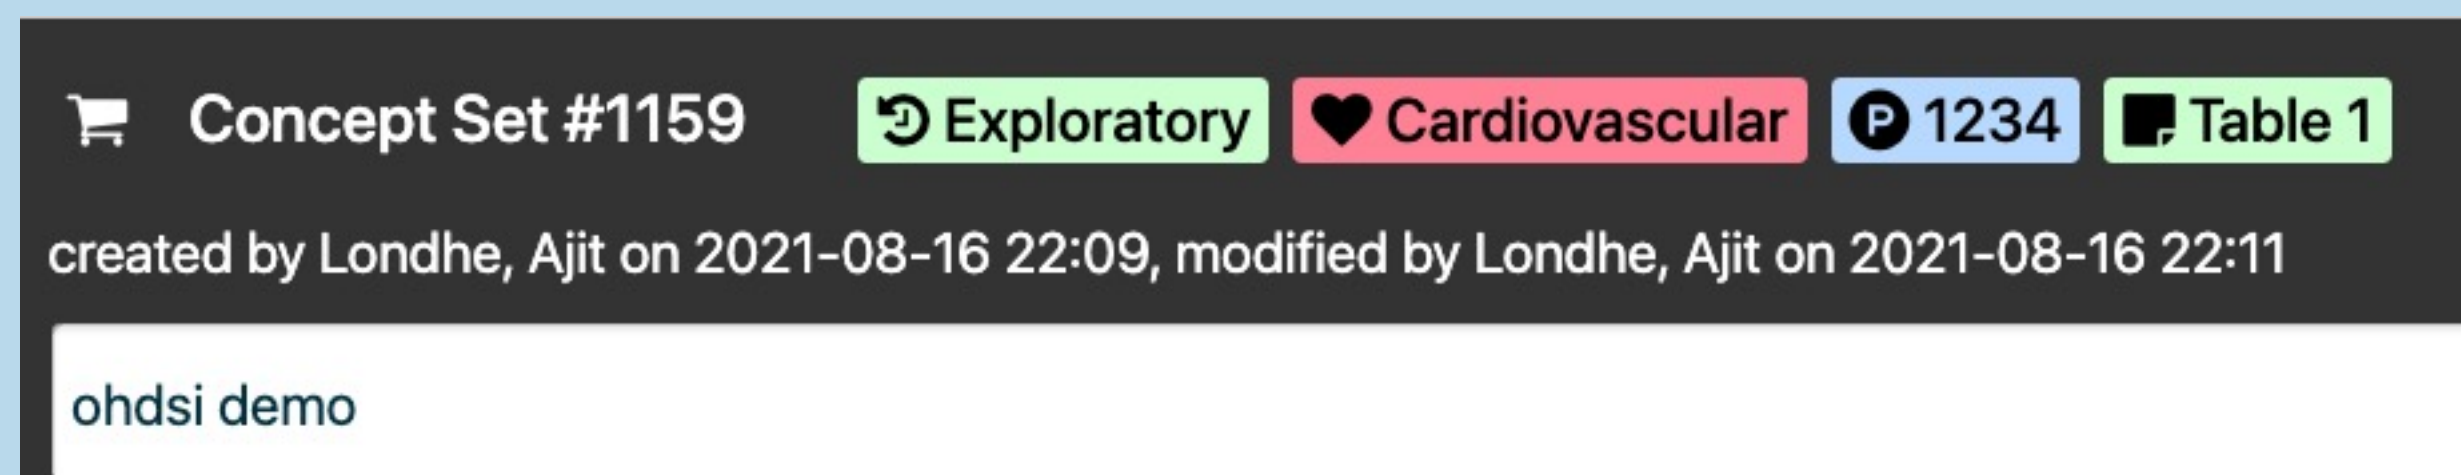 Concept Set #1159 Exploratory Cardiovascular 1234 Table 1
created by Londhe, Ajit on 2021-08-16 22:09, modified by Londhe, Ajit on 2021-08-16 22:11
ohdsi demo